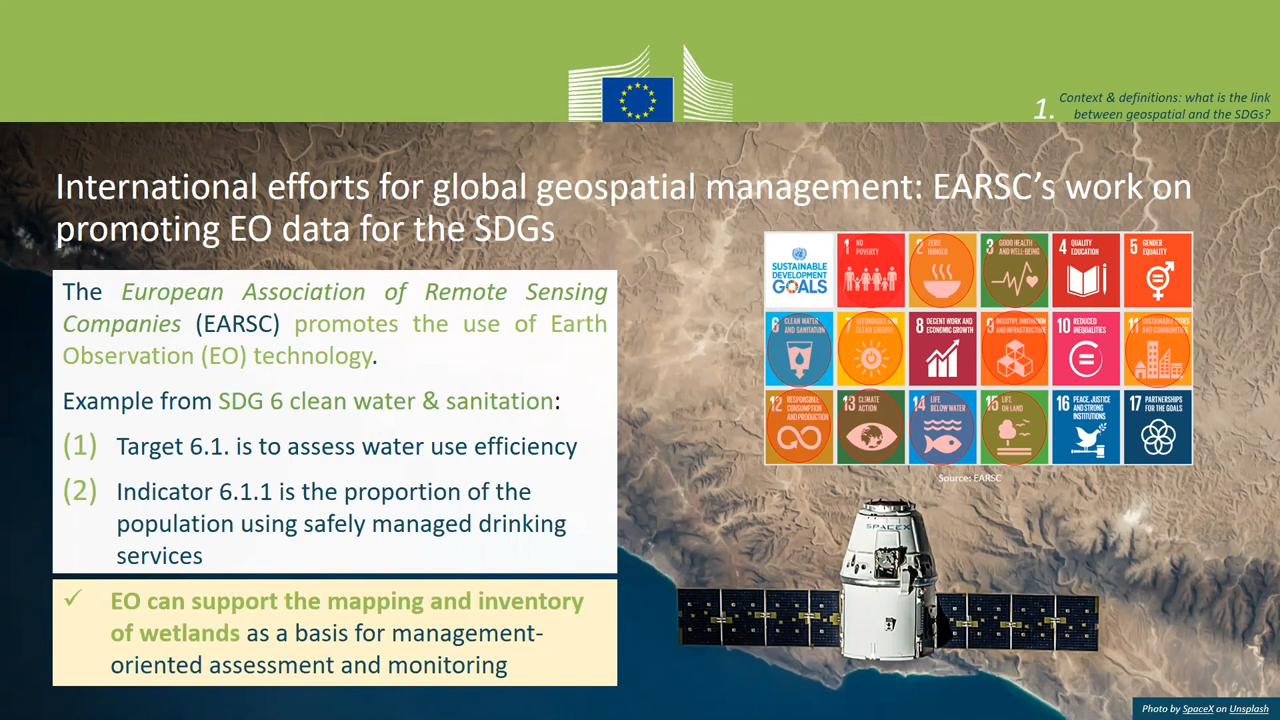 1.
Context & definitions: what is the link
between geospatial and the SDGs?
International efforts for global geospatial management: EARSC's work on
promoting EO data for the SDGs
The European Association of Remote Sensing
Companies (EARSC) promotes the use of Earth
Observation (EO) technology.
Example from SDG 6 clean water & sanitation:
(1) Target 6.1. is to assess water use efficiency
(2) Indicator 6.1.1 is the proportion of the
population using safely managed drinking
services
✓ EO can support the mapping and inventory
of wetlands as a basis for management-
oriented assessment and monitoring
SUSTAINABLE
DEVELOPMENT
GOALS
1 NO
POVERTY
2 ZERO
HUNGER
3 GOOD HEALTH
AND WELL-BEING
4 QUALITY
EDUCATION
5 GENDER
EQUALITY
6 CLEAN WATER
AND SANITATION
7 AFFORDABLE AND
CLEAN ENERGY
8 DECENT WORK AND
ECONOMIC GROWTH
9 INDUSTRY, INNOVATION
AND INFRASTRUCTURE
10 REDUCED
INEQUALITIES
11 SUSTAINABLE CITIES
AND COMMUNITIES
12 RESPONSIBLE
CONSUMPTION
AND PRODUCTION
13 CLIMATE
ACTION
14 LIFE
BELOW WATER
15 LIFE
ON LAND
16 PEACE, JUSTICE
AND STRONG
INSTITUTIONS
17 PARTNERSHIPS
FOR THE GOALS
Source: EARSC
SPACEX
Photo by SpaceX on Unsplash